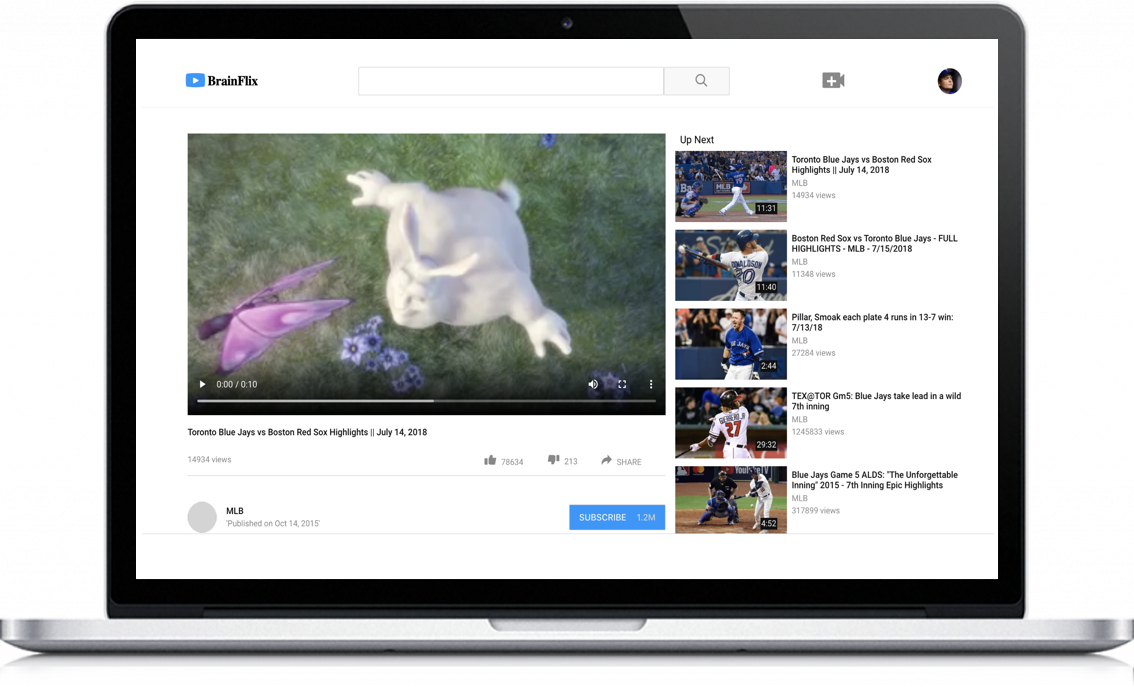 BrainFlix
Up Next
11:31
Toronto Blue Jays vs Boston Red Sox
Highlights || July 14, 2018
MLB
14934 views
DONALDSON
20
11:40
Boston Red Sox vs Toronto Blue Jays - FULL
HIGHLIGHTS - MLB - 7/15/2018
MLB
11348 views
2:44
Pillar, Smoak each plate 4 runs in 13-7 win:
7/13/18
MLB
27284 views
27
29:32
TEX@TOR Gm5: Blue Jays take lead in a wild
7th inning
MLB
1245833 views
YouTubeTV
4:52
Blue Jays Game 5 ALDS: "The Unforgettable
Inning" 2015 - 7th Inning Epic Highlights
MLB
317899 views
0:00 / 0:10
Toronto Blue Jays vs Boston Red Sox Highlights || July 14, 2018
14934 views
78634
213
SHARE
MLB
'Published on Oct 14, 2015'
SUBSCRIBE 1.2M